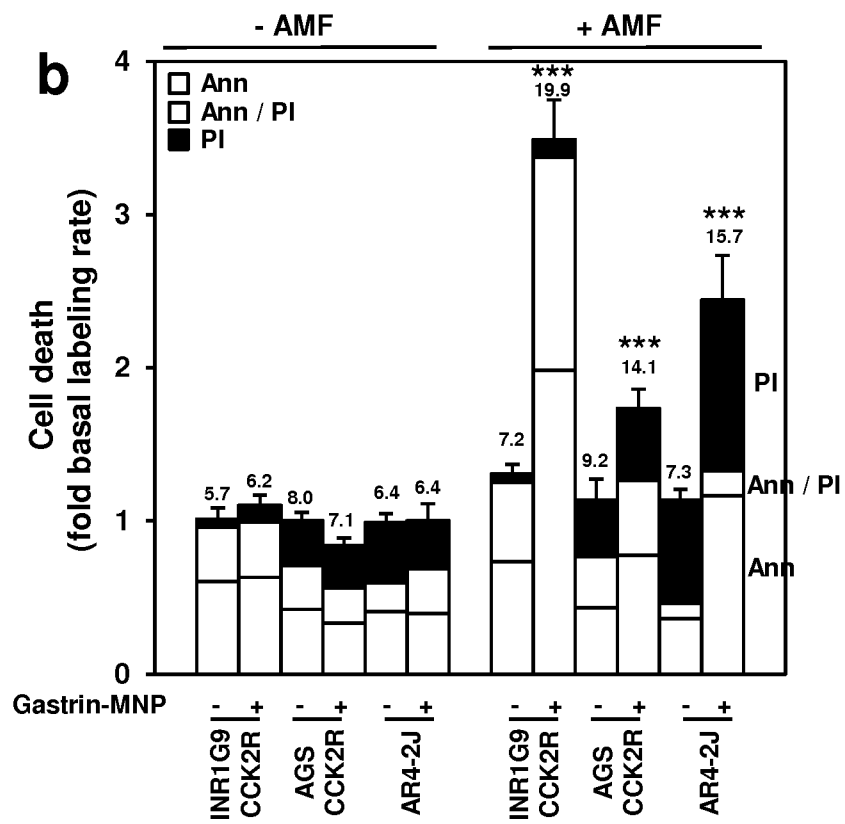 - AMF
+ AMF
b
Ann
Ann / PI
PI
4
3
2
1
0
Cell death
(fold basal labeling rate)
5.7
6.2
8.0
7.1
6.4
6.4
7.2
***
19.9
9.2
***
14.1
7.3
***
15.7
PI
Ann / PI
Ann
Gastrin-MNP
- + - + - + - + - + - +
INR1G9
CCK2R
AGS
CCK2R
AR4-2J
INR1G9
CCK2R
AGS
CCK2R
AR4-2J